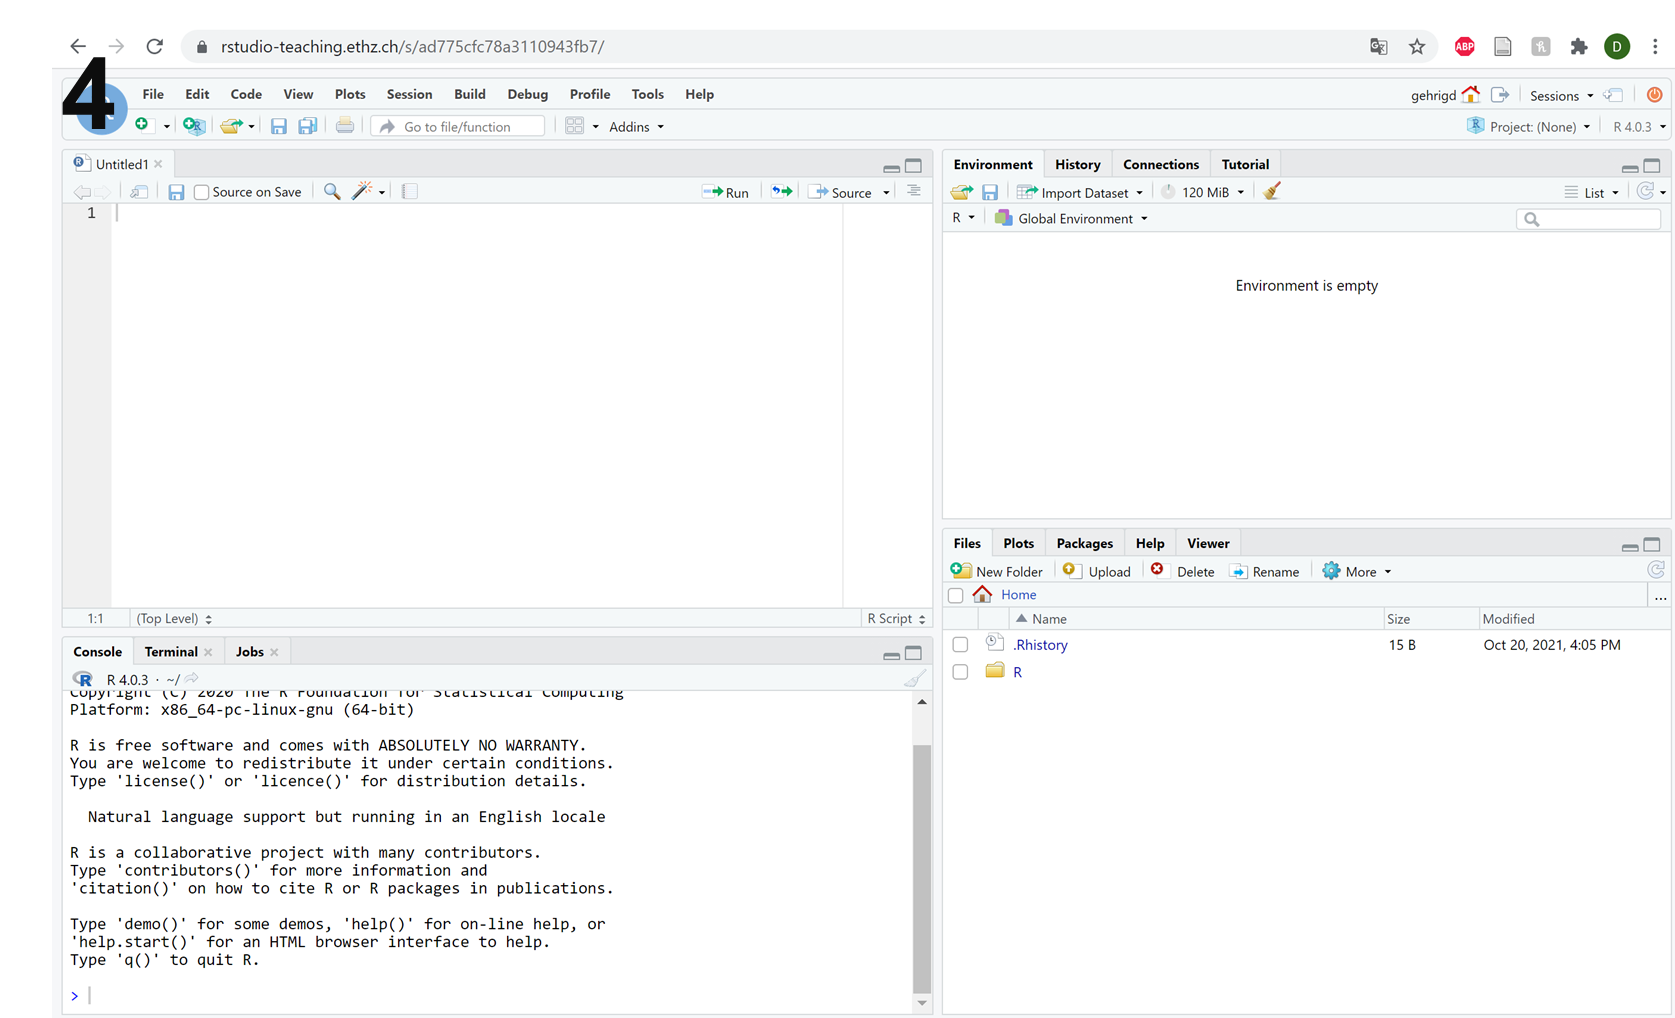 rstudio-teaching.ethz.ch/s/ad775cfc78a3110943fb7/
ABP
D
4
File Edit Code View Plots Session Build Debug Profile Tools Help
gehrigd Sessions
Go to file/function Addins
Project: (None) R 4.0.3
Untitled1
Source on Save Run Source
1
1:1 (Top Level) R Script
Console Terminal Jobs
R 4.0.3 · ~/
Copyright (C) 2020 The R Foundation for Statistical Computing
Platform: x86_64-pc-linux-gnu (64-bit)
R is free software and comes with ABSOLUTELY NO WARRANTY.
You are welcome to redistribute it under certain conditions.
Type 'license()' or 'licence()' for distribution details.
Natural language support but running in an English locale
R is a collaborative project with many contributors.
Type 'contributors()' for more information and
'citation()' on how to cite R or R packages in publications.
Type 'demo()' for some demos, 'help()' for on-line help, or
'help.start()' for an HTML browser interface to help.
Type 'q()' to quit R.
>
Environment History Connections Tutorial
Import Dataset 120 MiB List
R Global Environment
Environment is empty
Files Plots Packages Help Viewer
New Folder Upload Delete Rename More
Home ...
Name Size Modified
.Rhistory 15 B Oct 20, 2021, 4:05 PM
R